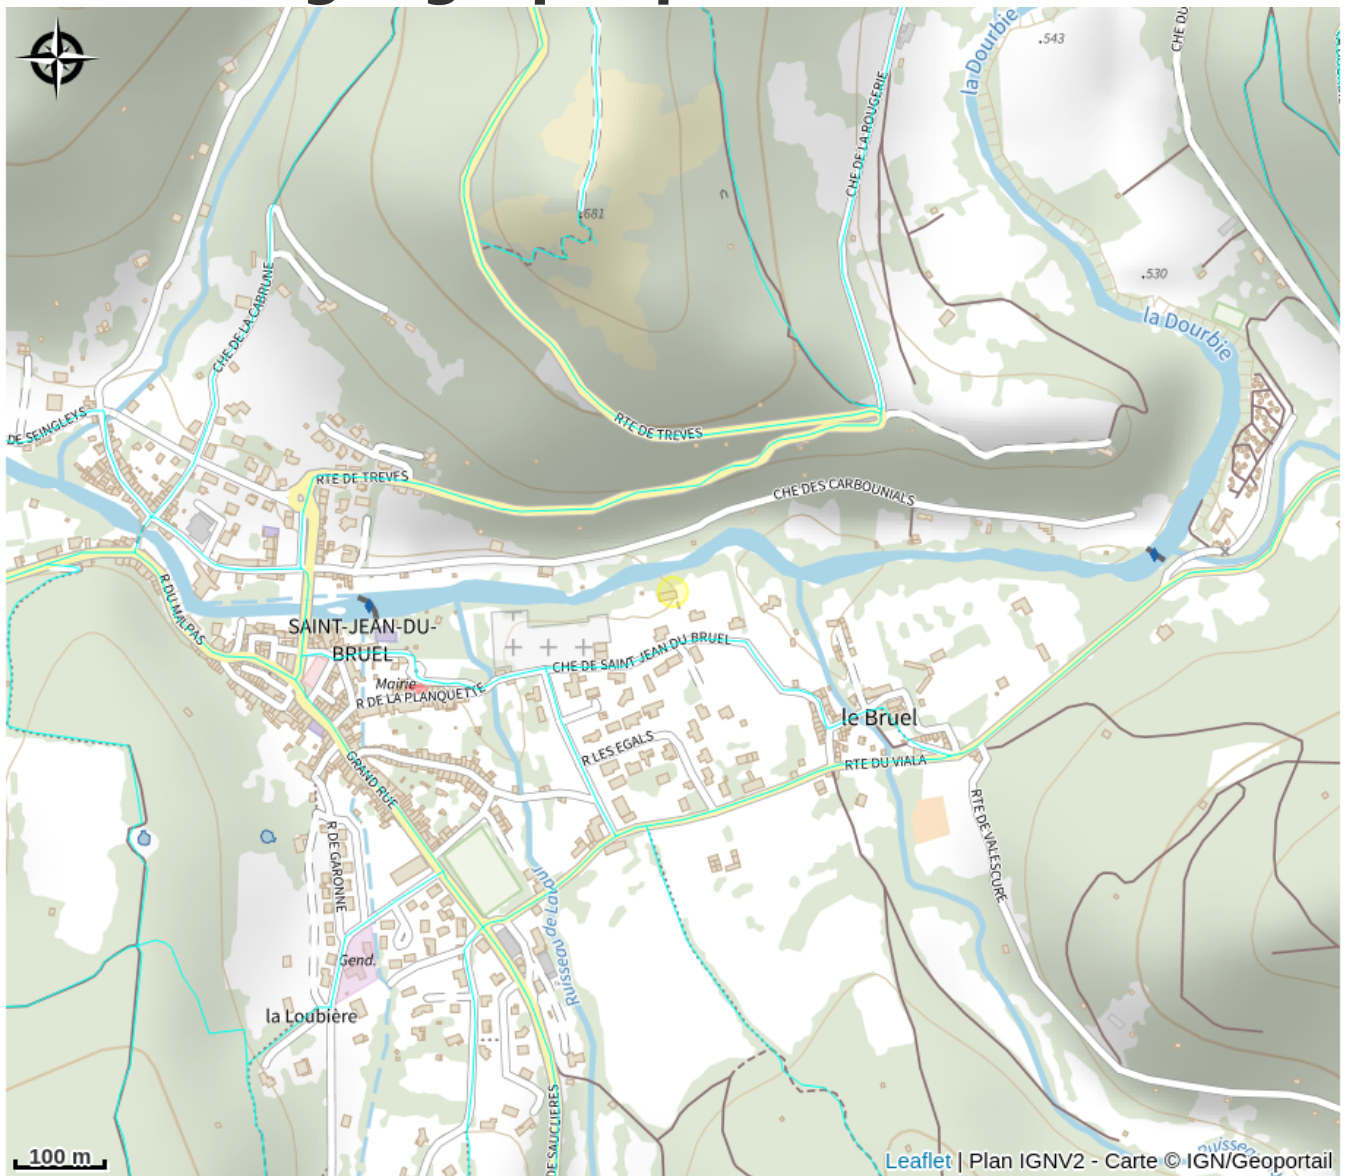 la Dourbie
.543
CHE DU
CHE DE LA ROUGERIE
681
.530
la Dourbie
CHE DE LA CABRUNE
DE SEINGLEYS
RTE DE TREVES
RTE DE TREVES
CHE DES CARBOUNIALS
R DU MALPAS
SAINT-JEAN-DU-
BRUEL
Mairie
R DE LA PLANQUETTE
CHE DE SAINT JEAN DU BRUEL
le Bruel
R LES EGALS
RTE DU VIALA
GRAND RUE
R DE GARONNE
RTE DE VALESCURE
Ruisseau de Lavaur
Gend.
la Loubière
DE SAUCLIERES
100 m
Leaflet | Plan IGNV2 - Carte © IGN/Geoportail